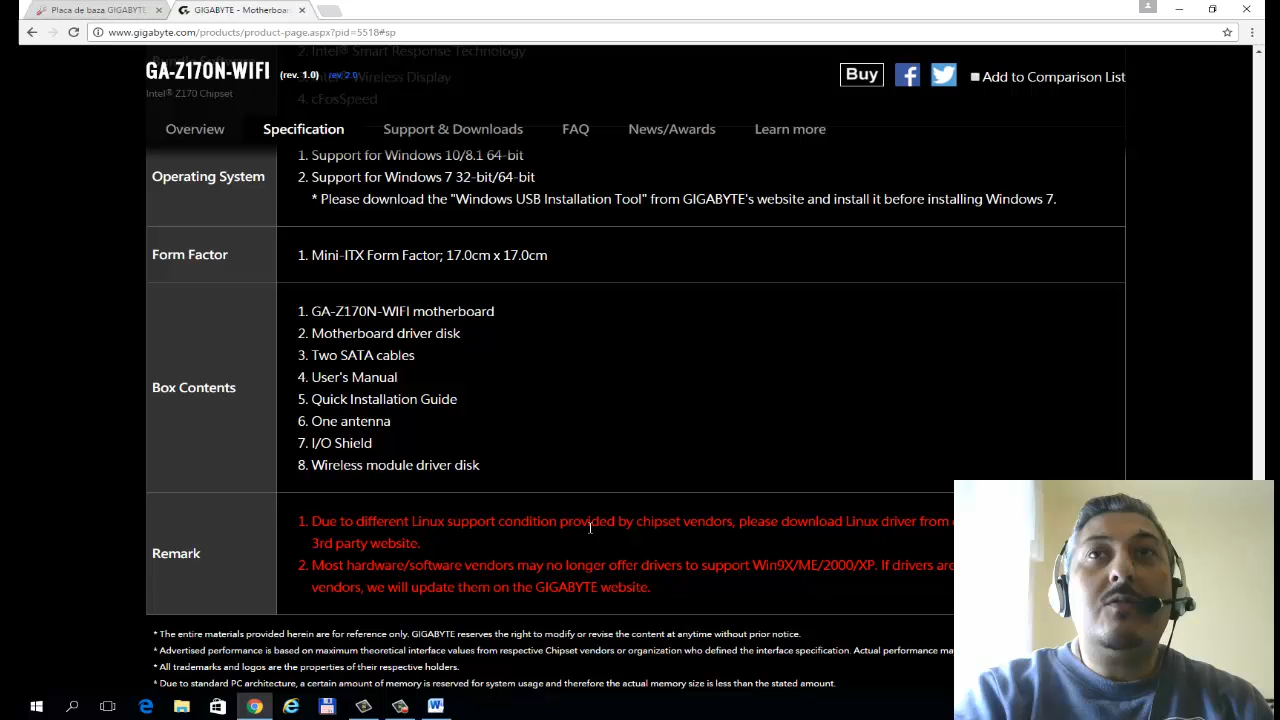 Placa de baza GIGABYTE
GIGABYTE - Motherboar
www.gigabyte.com/products/product-page.aspx?pid=5518#sp
2. Intel® Smart Response Technology
GA-Z170N-WIFI (rev. 1.0) rev 2.0
Wireless Display
Intel® Z170 Chipset
4. cFosSpeed
Buy
Add to Comparison List
Overview
Specification
Support & Downloads
FAQ
News/Awards
Learn more
Operating System
1. Support for Windows 10/8.1 64-bit
2. Support for Windows 7 32-bit/64-bit
* Please download the "Windows USB Installation Tool" from GIGABYTE's website and install it before installing Windows 7.
Form Factor
1. Mini-ITX Form Factor; 17.0cm x 17.0cm
Box Contents
1. GA-Z170N-WIFI motherboard
2. Motherboard driver disk
3. Two SATA cables
4. User's Manual
5. Quick Installation Guide
6. One antenna
7. I/O Shield
8. Wireless module driver disk
Remark
1. Due to different Linux support condition provided by chipset vendors, please download Linux driver from
3rd party website.
2. Most hardware/software vendors may no longer offer drivers to support Win9X/ME/2000/XP. If drivers are
vendors, we will update them on the GIGABYTE website.
* The entire materials provided herein are for reference only. GIGABYTE reserves the right to modify or revise the content at anytime without prior notice.
* Advertised performance is based on maximum theoretical interface values from respective Chipset vendors or organization who defined the interface specification. Actual performance ma
* All trademarks and logos are the properties of their respective holders.
* Due to standard PC architecture, a certain amount of memory is reserved for system usage and therefore the actual memory size is less than the stated amount.